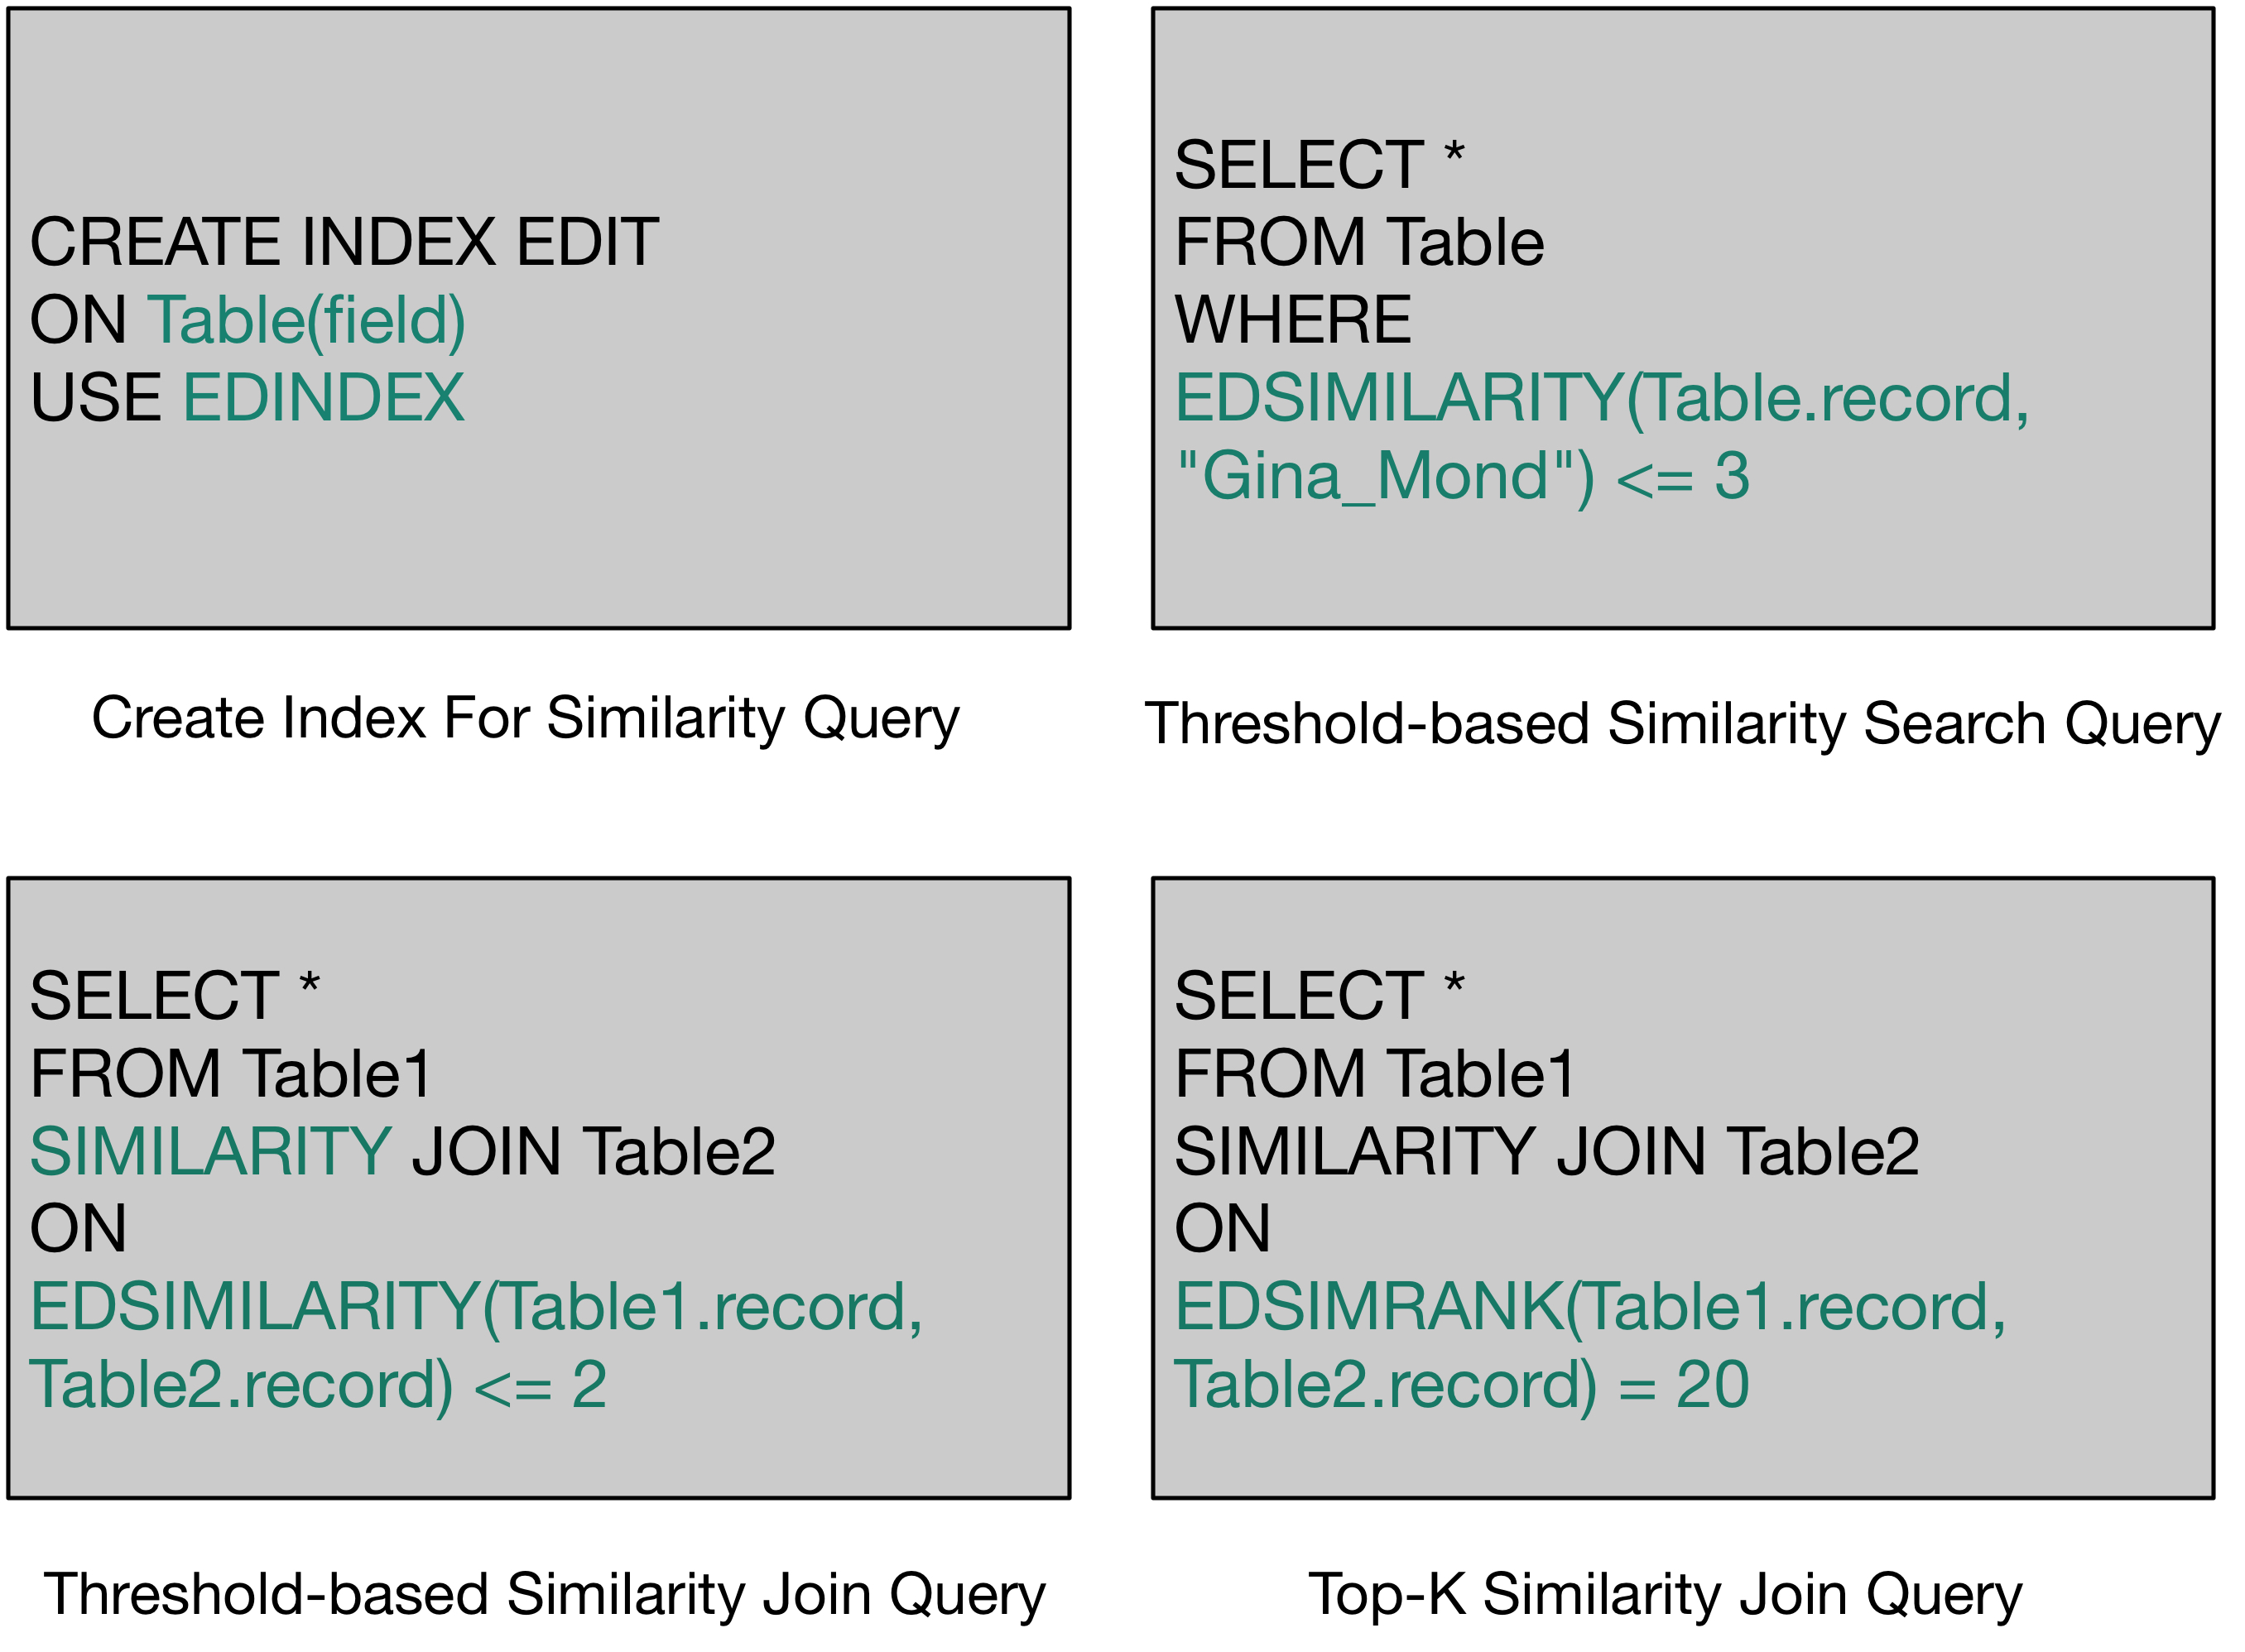 CREATE INDEX EDIT
ON Table(field)
USE EDINDEX
Create Index For Similarity Query
SELECT *
FROM Table
WHERE
EDSIMILARITY(Table.record,
"Gina_Mond") <= 3
Threshold-based Similarity Search Query
SELECT *
FROM Table1
SIMILARITY JOIN Table2
ON
EDSIMILARITY(Table1.record,
Table2.record) <= 2
Threshold-based Similarity Join Query
SELECT *
FROM Table1
SIMILARITY JOIN Table2
ON
EDSIMRANK(Table1.record,
Table2.record) = 20
Top-K Similarity Join Query